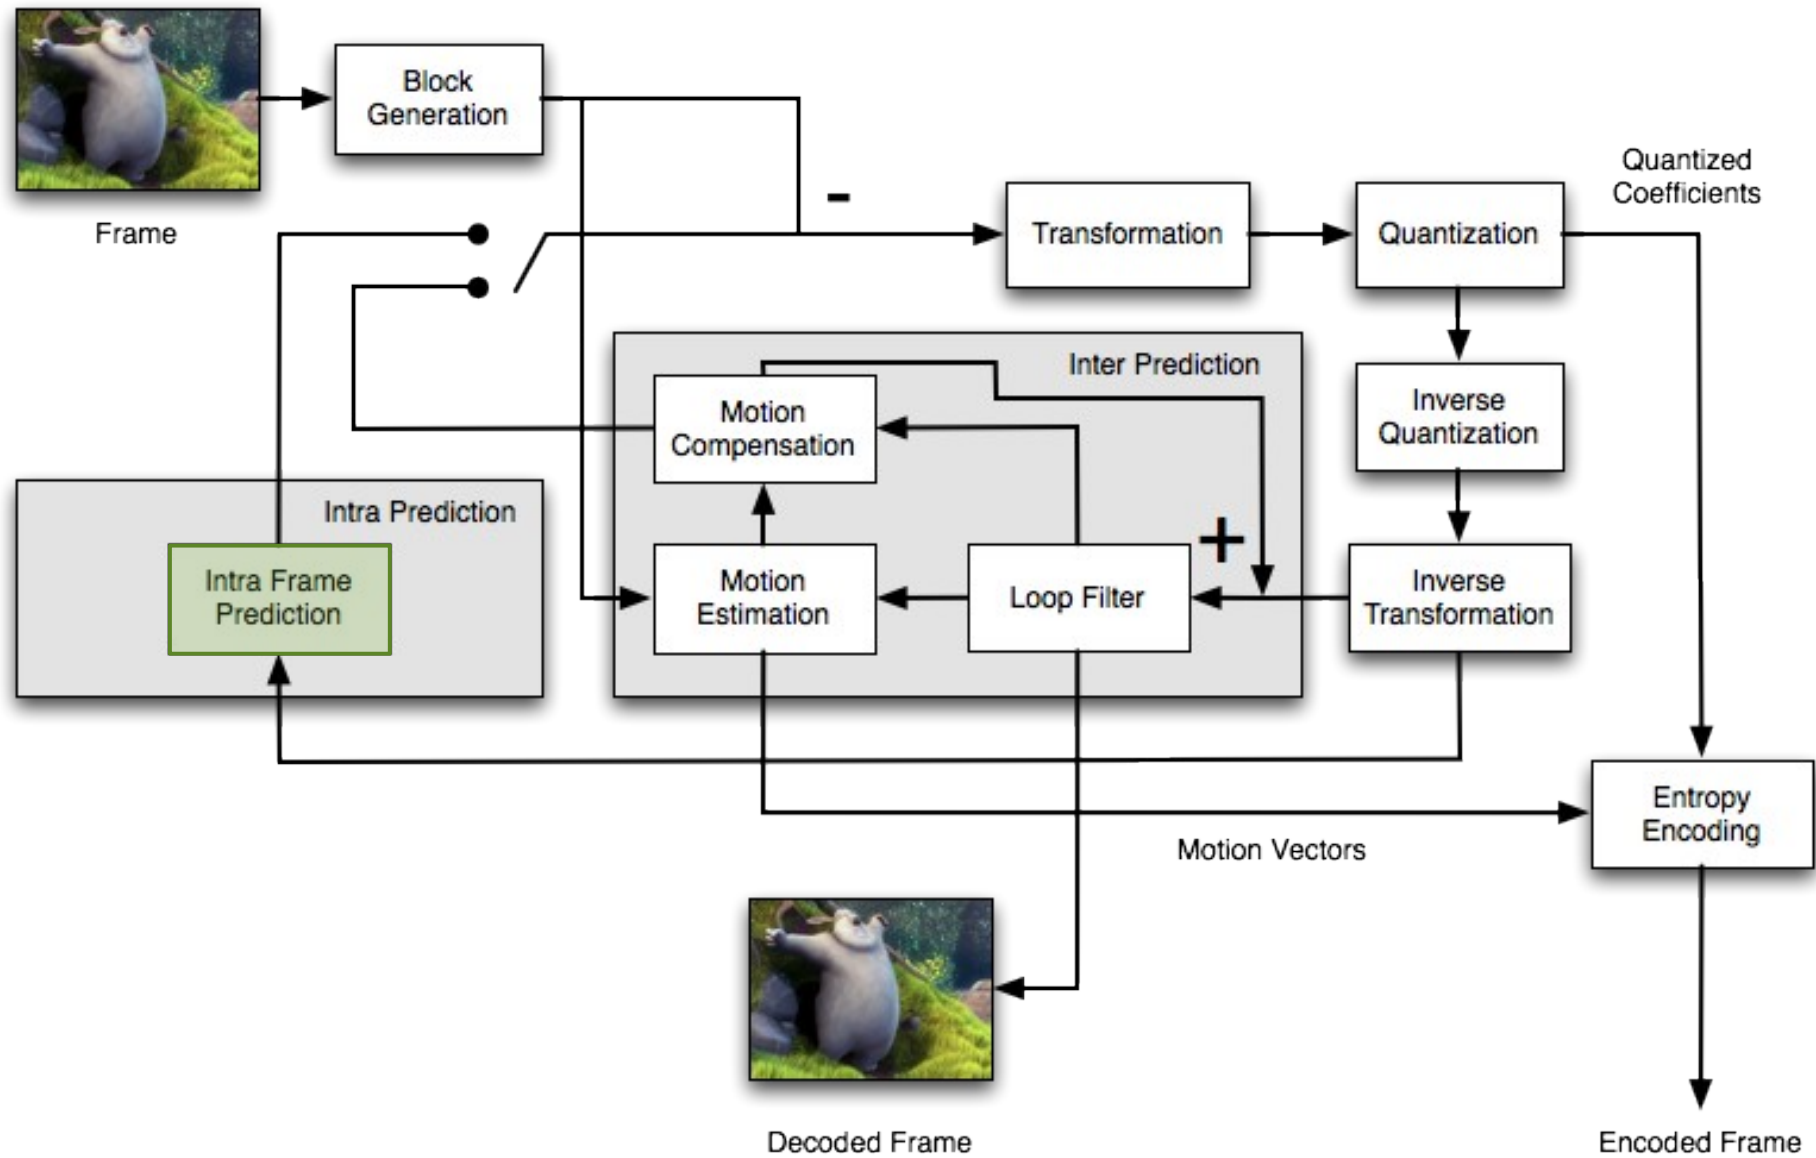 Block
Generation
Frame
-
Quantized
Coefficients
Transformation
Quantization
Inter Prediction
Motion
Compensation
Inverse
Quantization
Intra Prediction
+
Intra Frame
Prediction
Motion
Estimation
Loop Filter
Inverse
Transformation
Entropy
Encoding
Motion Vectors
Decoded Frame
Encoded Frame